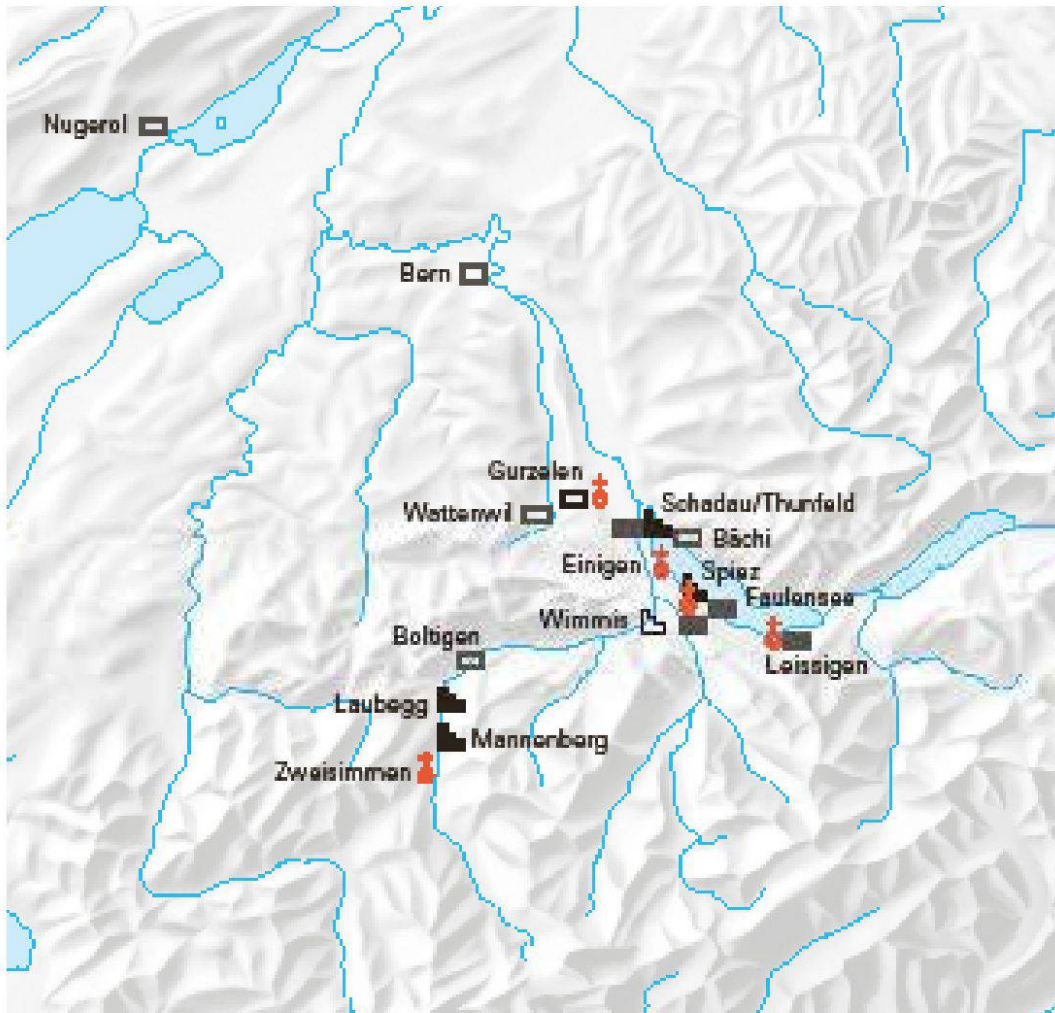 Nugerol
Bern
Gurzelen
Wattenwil
Schadau/Thunfeld
Bächi
Einigen
Spiez
Faulensee
Wimmis
Boltigen
Leissigen
Laubegg
Mannenberg
Zweisimmen